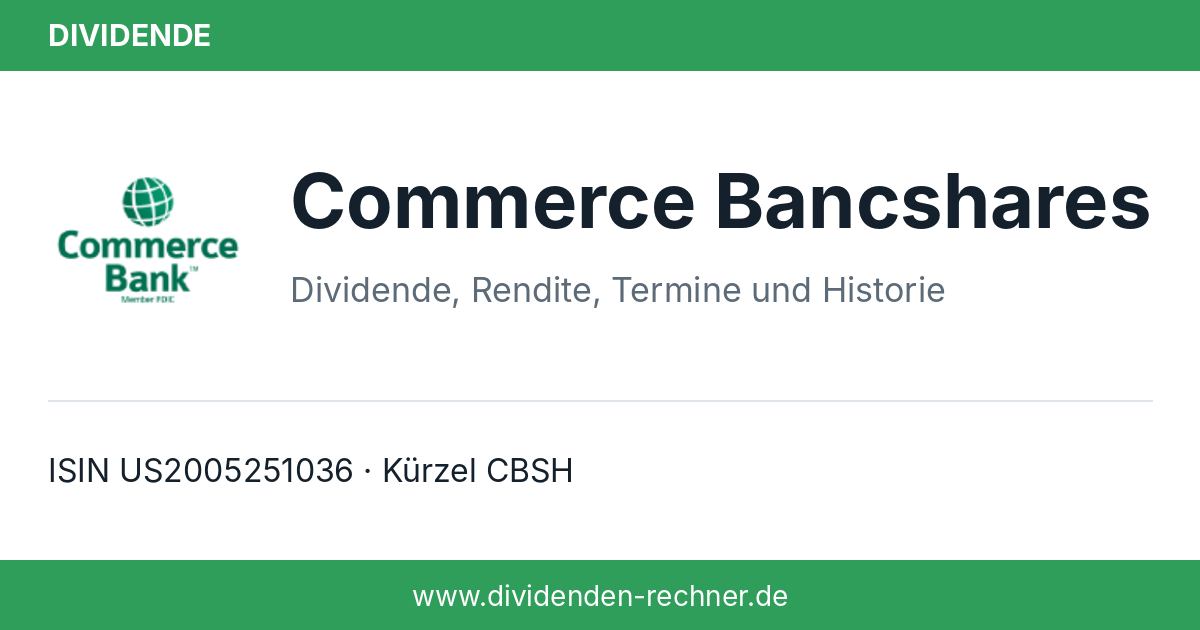 DIVIDENDE
Commerce
Bank™
Member FDIC
Commerce Bancshares
Dividende, Rendite, Termine und Historie
ISIN US2005251036 · Kürzel CBSH
www.dividenden-rechner.de